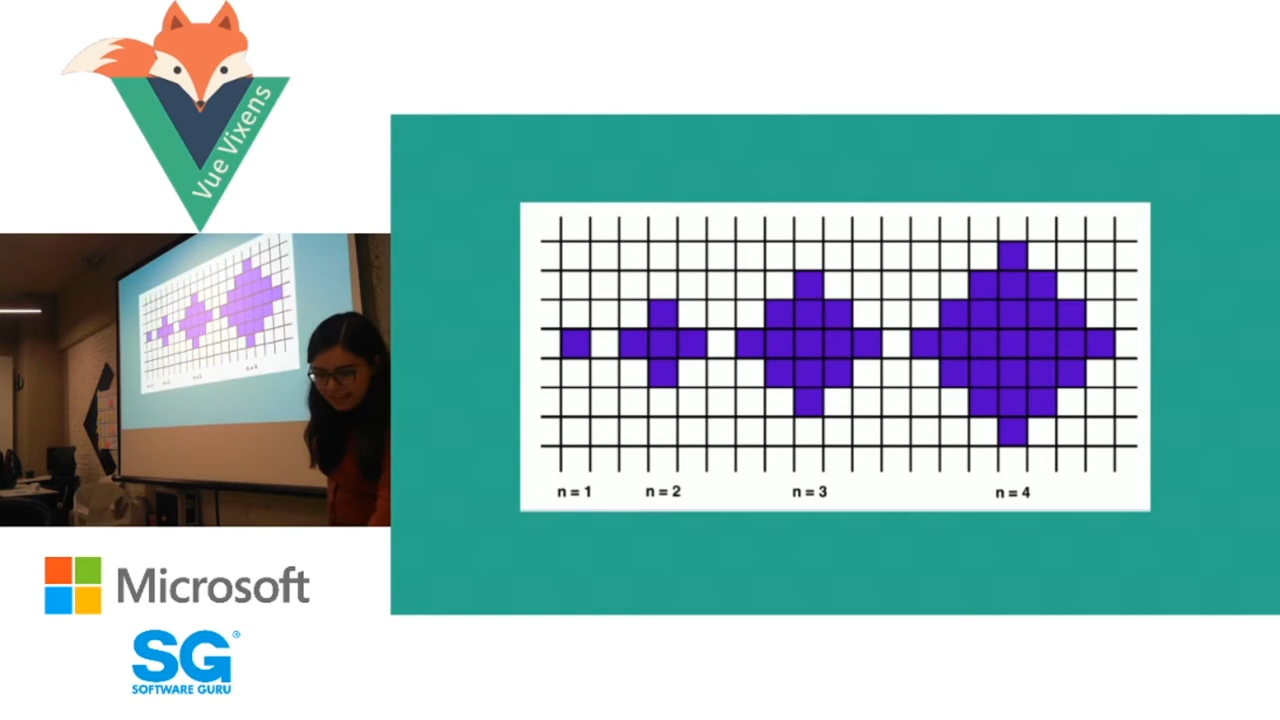 Vue Vixens
n = 1
n = 2
n = 3
n = 4
Microsoft
SG®
SOFTWARE GURU